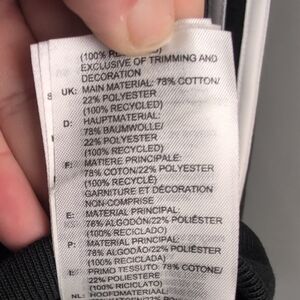 (100% RECYCLED)
EXCLUSIVE OF TRIMMING AND
DECORATION
UK: MAIN MATERIAL: 78% COTTON/
22% POLYESTER
(100% RECYCLED)
D: HAUPTMATERIAL:
78% BAUMWOLLE/
22% POLYESTER
(100% RECYCLED)
F: MATIERE PRINCIPALE:
78% COTON/22% POLYESTER
(100% RECYCLÉ)
GARNITURE ET DÉCORATION
NON-COMPRISE
E: MATERIAL PRINCIPAL:
78% ALGODÓN/22% POLIÉSTER
(100% RECICLADO)
P: MATERIAL PRINCIPAL:
78% ALGODÃO/22% POLIÉSTER
(100% RECICLADA)
PRIMO TESSUTO: 78% COTONE/
22% POLIESTERE
(100% RICICLATO)
NL: HOOFDMATERIAAL: